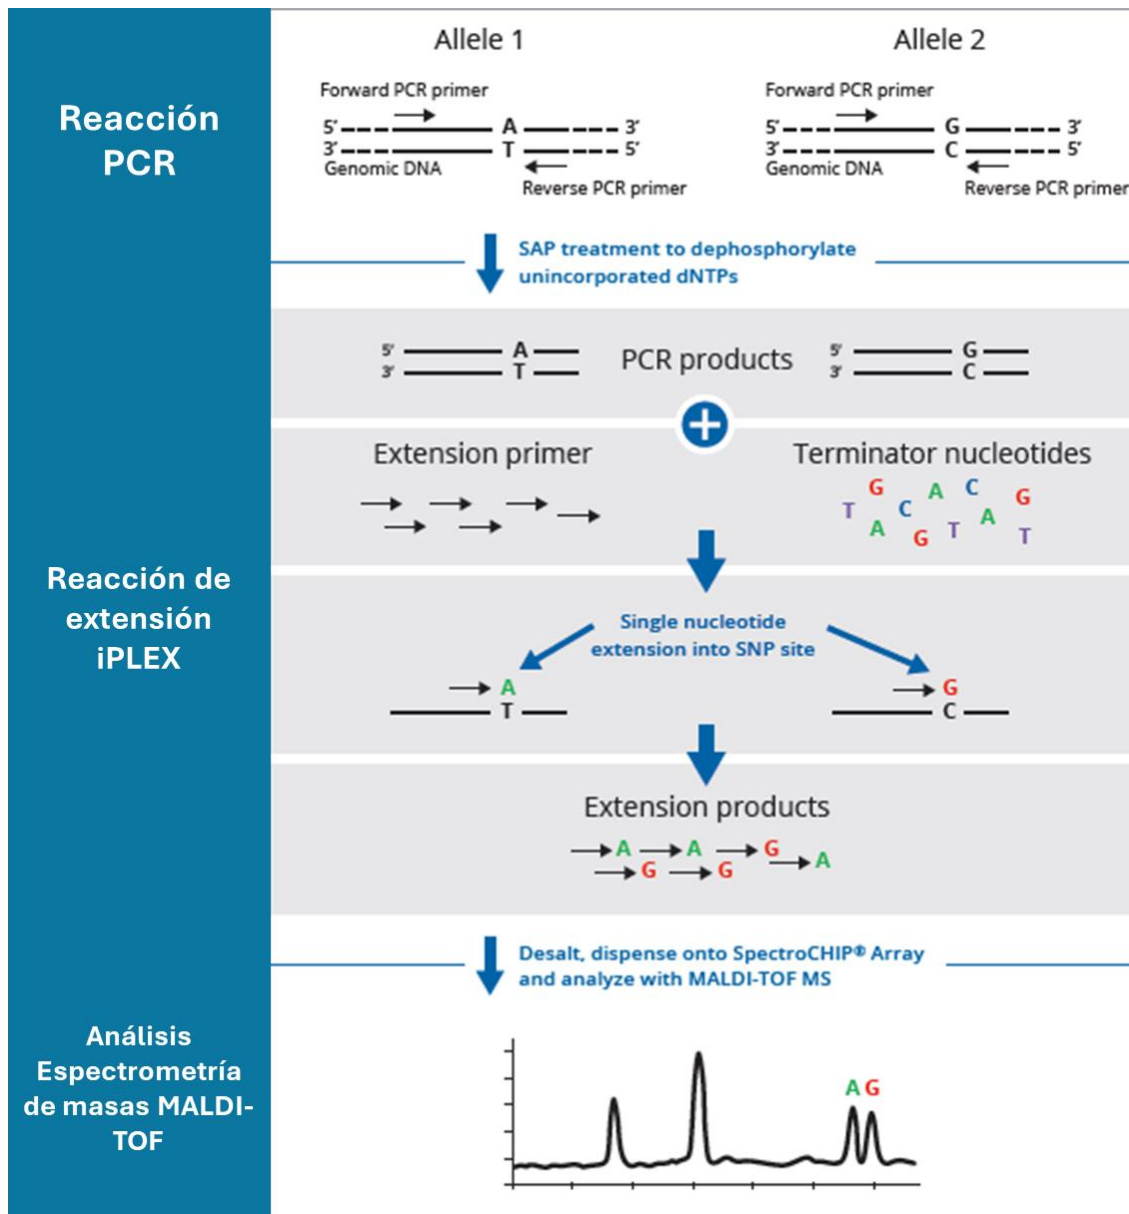 Reacción
PCR
Allele 1
Allele 2
Forward PCR primer
Forward PCR primer
5′ A 3′
3′ T 5′
5′ G 3′
3′ C 5′
Genomic DNA
Genomic DNA
Reverse PCR primer
Reverse PCR primer
SAP treatment to dephosphorylate
unincorporated dNTPs
5′ A
3′ T
PCR products
5′ G
3′ C
+
Reacción de
extensión
iPLEX
Extension primer
Terminator nucleotides
G A C G
T C A
A G T T
Single nucleotide
extension into SNP site
A
T
G
C
Extension products
A A G A
G G
Desalt, dispense onto SpectroCHIP® Array
and analyze with MALDI-TOF MS
Análisis
Espectrometría
de masas MALDI-
TOF
A G